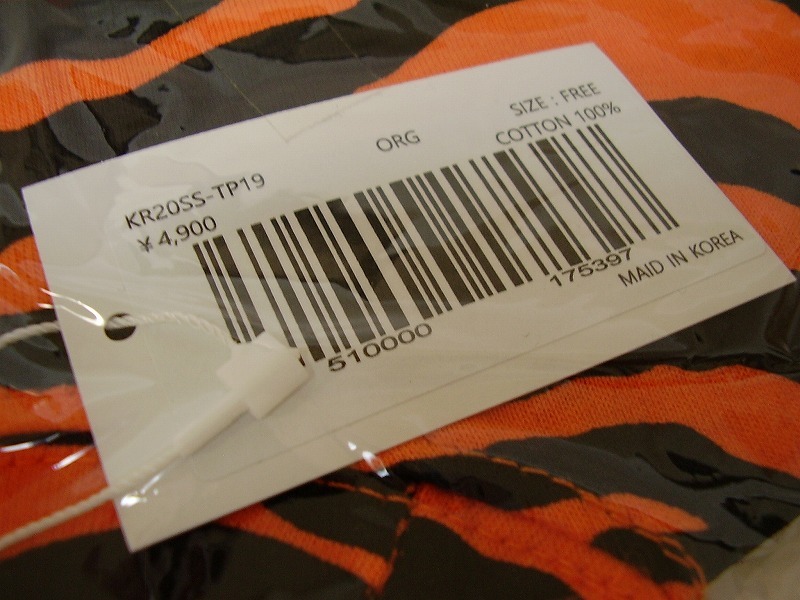 KR20SS-TP19
ORG
SIZE : FREE
¥ 4,900
COTTON 100%
510000
175397
MAID IN KOREA